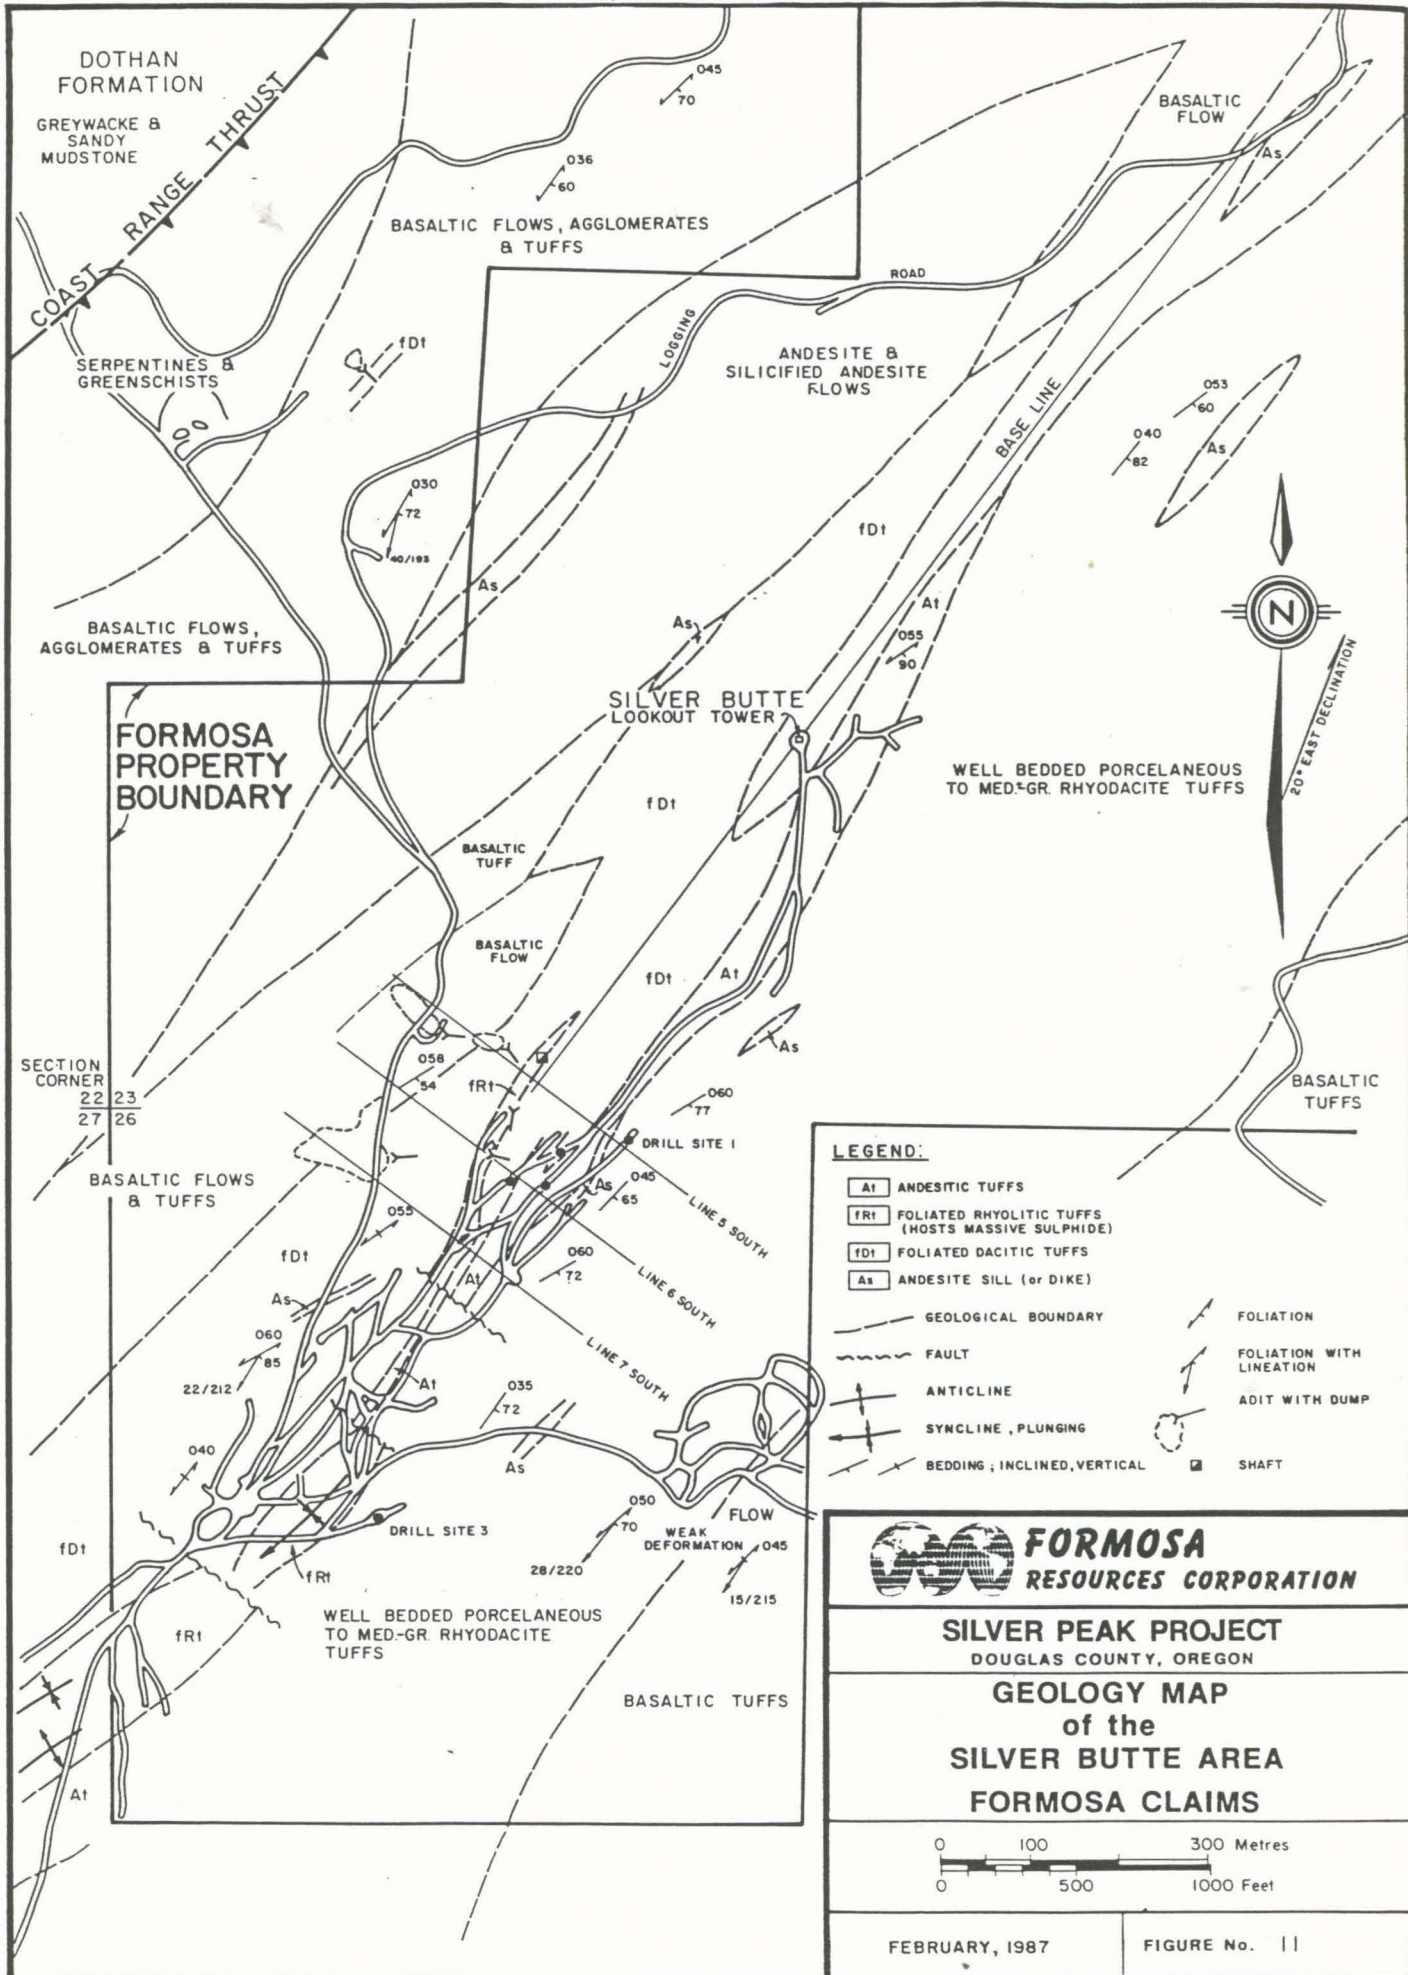 DOTHAN
FORMATION
GREYWACKE &
SANDY
MUDSTONE
COAST RANGE THRUST
045
70
036
60
BASALTIC FLOWS, AGGLOMERATES
& TUFFS
BASALTIC
FLOW
As
LOGGING
ROAD
SERPENTINES &
GREENSCHISTS
fDt
ANDESITE &
SILICIFIED ANDESITE
FLOWS
BASE LINE
053
60
040
82
As
030
72
40/193
As
fDt
At
055
90
As
N
20° EAST DECLINATION
BASALTIC FLOWS,
AGGLOMERATES & TUFFS
FORMOSA
PROPERTY
BOUNDARY
SILVER BUTTE
LOOKOUT TOWER
WELL BEDDED PORCELANEOUS
TO MED.-GR. RHYODACITE TUFFS
fDt
BASALTIC
TUFF
BASALTIC
FLOW
fDt
At
As
SECTION
CORNER
22 23
27 26
058
54
fRt
060
77
BASALTIC
TUFFS
DRILL SITE 1
BASALTIC FLOWS
& TUFFS
As
045
65
LINE 5 SOUTH
055
fDt
060
72
At
LINE 6 SOUTH
As
060
85
22/212
LINE 7 SOUTH
At
035
72
As
040
DRILL SITE 3
050
70
28/220
FLOW
WEAK
DEFORMATION
045
15/215
fDt
fRt
fRt
WELL BEDDED PORCELANEOUS
TO MED.-GR. RHYODACITE
TUFFS
BASALTIC TUFFS
At
LEGEND:
At ANDESITIC TUFFS
fRt FOLIATED RHYOLITIC TUFFS
(HOSTS MASSIVE SULPHIDE)
fDt FOLIATED DACITIC TUFFS
As ANDESITE SILL (or DIKE)
GEOLOGICAL BOUNDARY
FAULT
ANTICLINE
SYNCLINE, PLUNGING
BEDDING; INCLINED, VERTICAL
FOLIATION
FOLIATION WITH
LINEATION
ADIT WITH DUMP
SHAFT
FORMOSA
RESOURCES CORPORATION
SILVER PEAK PROJECT
DOUGLAS COUNTY, OREGON
GEOLOGY MAP
of the
SILVER BUTTE AREA
FORMOSA CLAIMS
0 100 300 Metres
0 500 1000 Feet
FEBRUARY, 1987
FIGURE No. 11